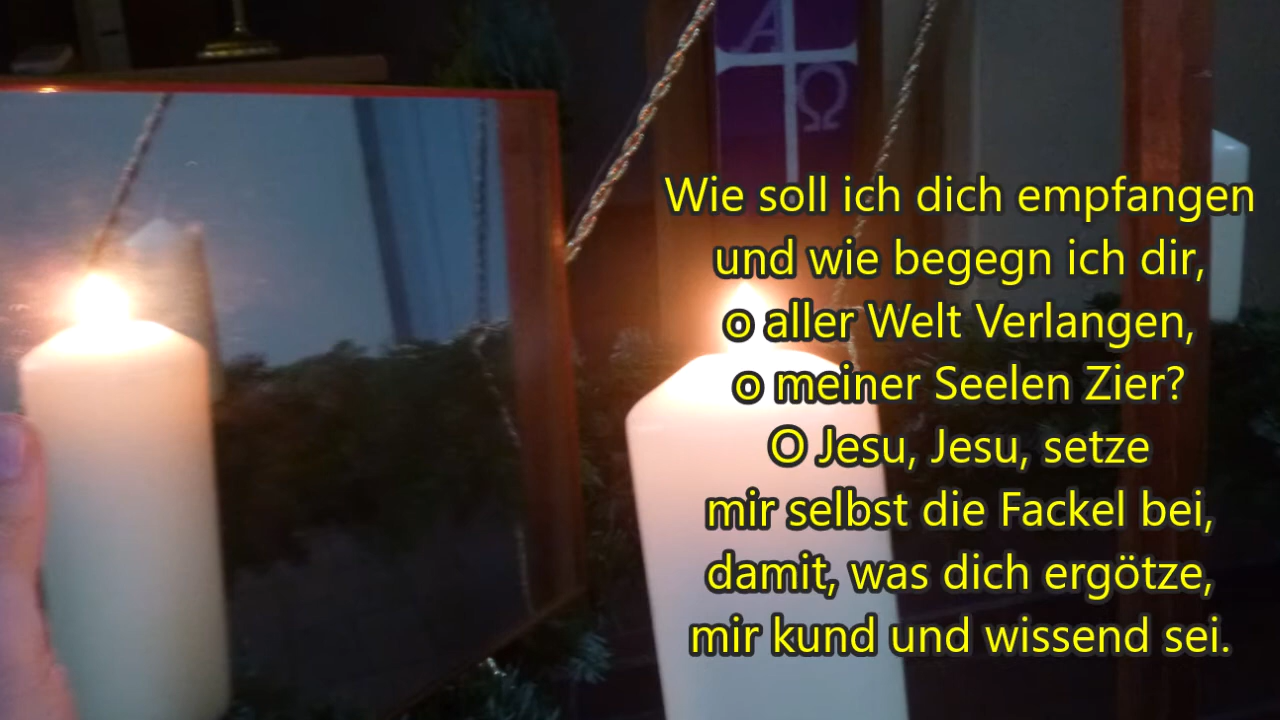 Α
Ω
Wie soll ich dich empfangen
und wie begegn ich dir,
o aller Welt Verlangen,
o meiner Seelen Zier?
O Jesu, Jesu, setze
mir selbst die Fackel bei,
damit, was dich ergötze,
mir kund und wissend sei.